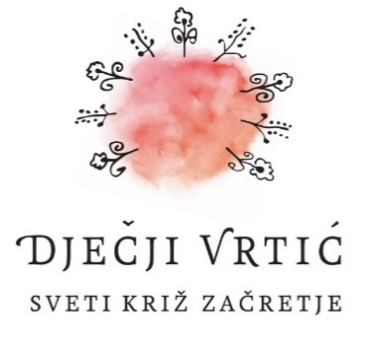 DJEČJI VRTIĆ
SVETI KRIŽ ZAČRETJE